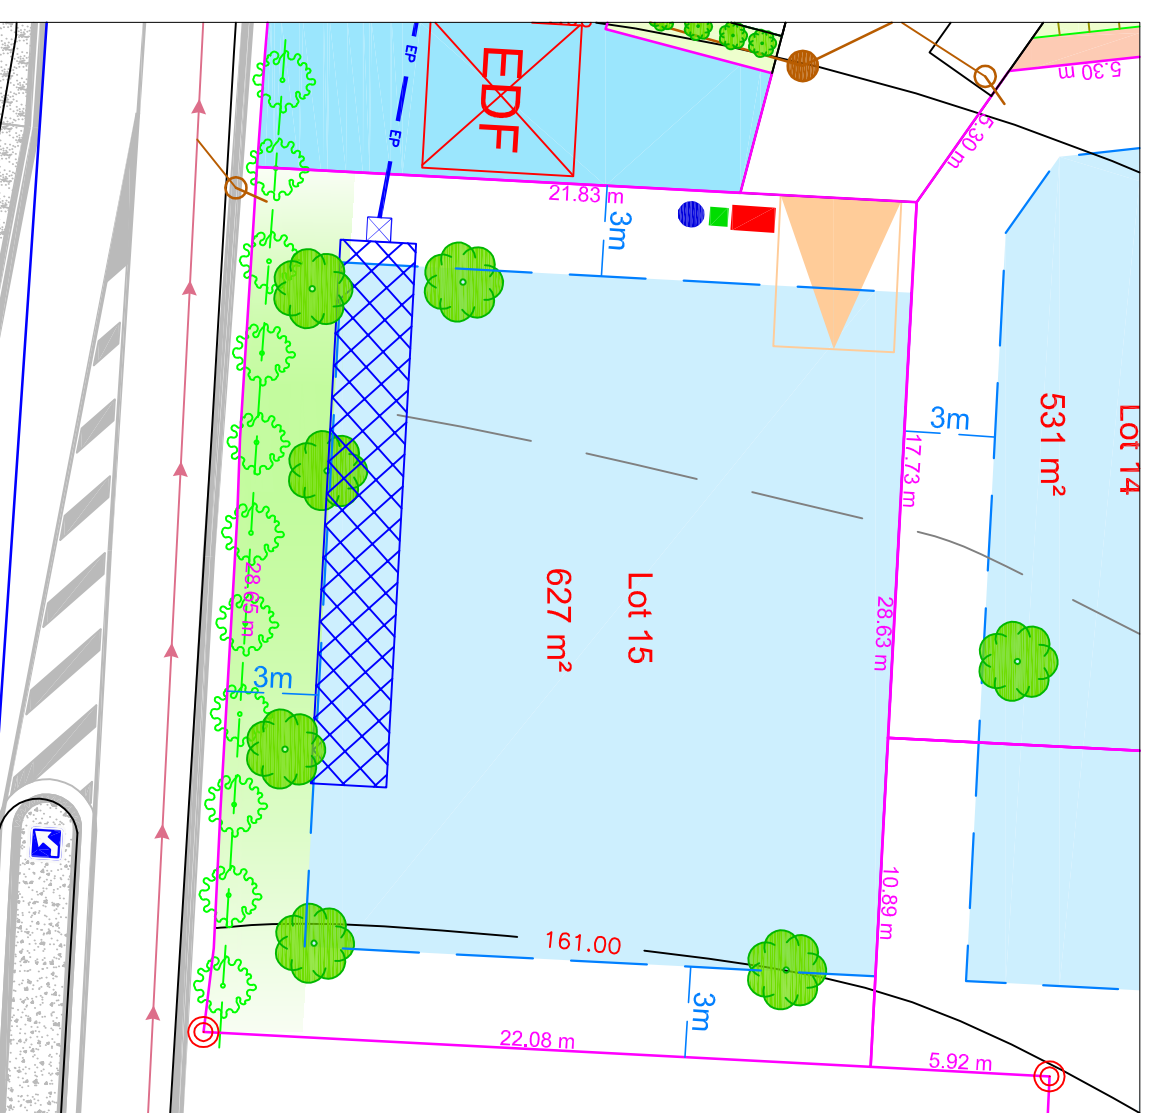 EP
EP
EDF
5.30 m
5.30 m
21.83 m
3m
3m
17.73 m
Lot 14
531 m²
Lot 15
627 m²
28.65 m
28.63 m
3m
10.89 m
161.00
3m
22.08 m
5.92 m